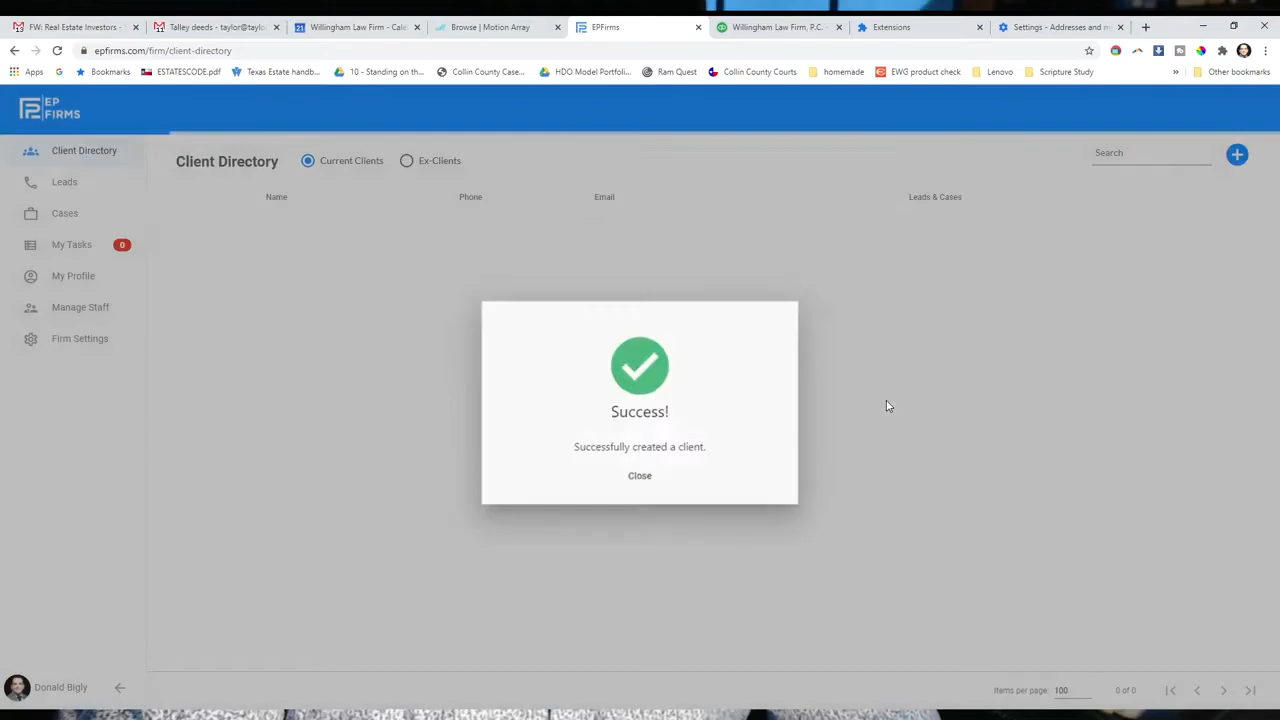 FW: Real Estate Investors -
Talley deeds - taylor@taylo
Willingham Law Firm - Cale
Browse | Motion Array
EPFirms
Willingham Law Firm, P.C. -
Extensions
Settings - Addresses and m
epfirms.com/firm/client-directory
Apps
Bookmarks
ESTATESCODE.pdf
Texas Estate handb...
10 - Standing on th...
Collin County Case...
HDO Model Portfoli...
Ram Quest
Collin County Courts
homemade
EWG product check
Lenovo
Scripture Study
»
Other bookmarks
EP
FIRMS
Client Directory
Leads
Cases
My Tasks 0
My Profile
Manage Staff
Firm Settings
Client Directory
Current Clients
Ex-Clients
Search
Name Phone Email Leads & Cases
Success!
Successfully created a client.
Close
Donald Bigly
Items per page: 100 0 of 0